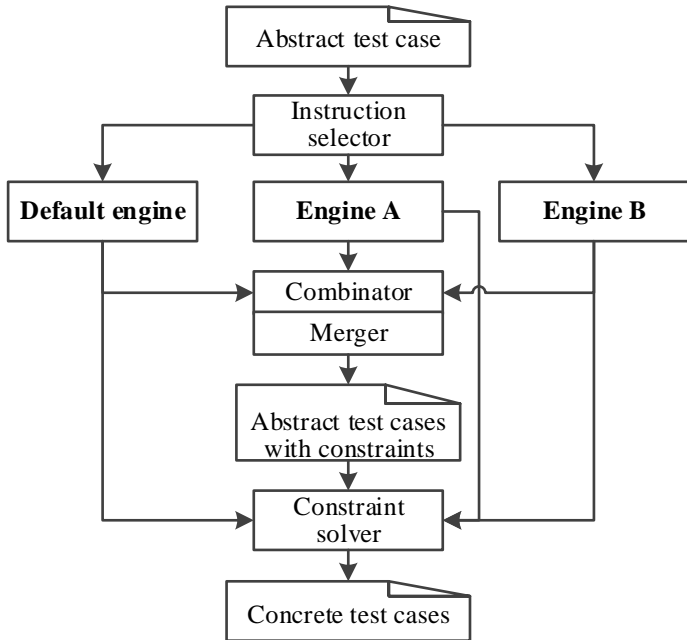 Abstract test case
Instruction
selector
Default engine
Engine A
Engine B
Combinator
Merger
Abstract test cases
with constraints
Constraint
solver
Concrete test cases